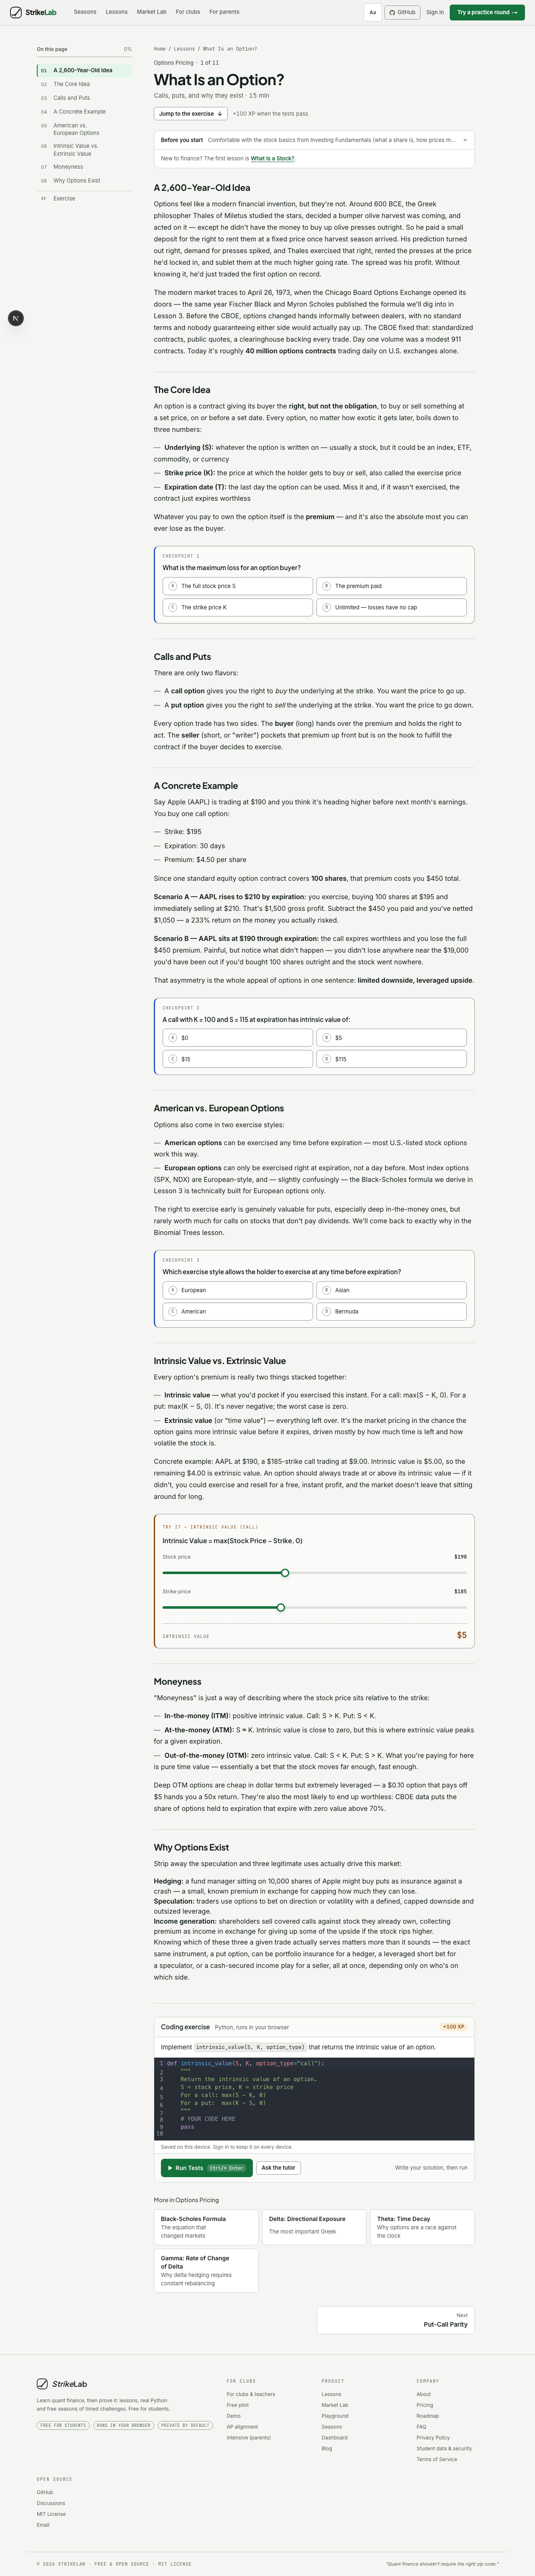 StrikeLab
Seasons
Lessons
Market Lab
For clubs
For parents
Aa
GitHub
Sign in
Try a practice round →
On this page
0%
01 A 2,600-Year-Old Idea
02 The Core Idea
03 Calls and Puts
04 A Concrete Example
05 American vs.
European Options
06 Intrinsic Value vs.
Extrinsic Value
07 Moneyness
08 Why Options Exist
<> Exercise
N
Home / Lessons / What Is an Option?
Options Pricing · 1 of 11
What Is an Option?
Calls, puts, and why they exist · 15 min
Jump to the exercise ↓
+100 XP when the tests pass
Before you start Comfortable with the stock basics from Investing Fundamentals (what a share is, how prices m...
New to finance? The first lesson is What Is a Stock?.
A 2,600-Year-Old Idea
Options feel like a modern financial invention, but they're not. Around 600 BCE, the Greek
philosopher Thales of Miletus studied the stars, decided a bumper olive harvest was coming, and
acted on it — except he didn't have the money to buy up olive presses outright. So he paid a small
deposit for the right to rent them at a fixed price once harvest season arrived. His prediction turned
out right, demand for presses spiked, and Thales exercised that right, rented the presses at the price
he'd locked in, and sublet them at the much higher going rate. The spread was his profit. Without
knowing it, he'd just traded the first option on record.
The modern market traces to April 26, 1973, when the Chicago Board Options Exchange opened its
doors — the same year Fischer Black and Myron Scholes published the formula we'll dig into in
Lesson 3. Before the CBOE, options changed hands informally between dealers, with no standard
terms and nobody guaranteeing either side would actually pay up. The CBOE fixed that: standardized
contracts, public quotes, a clearinghouse backing every trade. Day one volume was a modest 911
contracts. Today it's roughly 40 million options contracts trading daily on U.S. exchanges alone.
The Core Idea
An option is a contract giving its buyer the right, but not the obligation, to buy or sell something at
a set price, on or before a set date. Every option, no matter how exotic it gets later, boils down to
three numbers:
— Underlying (S): whatever the option is written on — usually a stock, but it could be an index, ETF,
commodity, or currency
— Strike price (K): the price at which the holder gets to buy or sell, also called the exercise price
— Expiration date (T): the last day the option can be used. Miss it and, if it wasn't exercised, the
contract just expires worthless
Whatever you pay to own the option itself is the premium — and it's also the absolute most you can
ever lose as the buyer.
CHECKPOINT 1
What is the maximum loss for an option buyer?
A The full stock price S
B The premium paid
C The strike price K
D Unlimited — losses have no cap
Calls and Puts
There are only two flavors:
— A call option gives you the right to buy the underlying at the strike. You want the price to go up.
— A put option gives you the right to sell the underlying at the strike. You want the price to go down.
Every option trade has two sides. The buyer (long) hands over the premium and holds the right to
act. The seller (short, or "writer") pockets that premium up front but is on the hook to fulfill the
contract if the buyer decides to exercise.
A Concrete Example
Say Apple (AAPL) is trading at $190 and you think it's heading higher before next month's earnings.
You buy one call option:
— Strike: $195
— Expiration: 30 days
— Premium: $4.50 per share
Since one standard equity option contract covers 100 shares, that premium costs you $450 total.
Scenario A — AAPL rises to $210 by expiration: you exercise, buying 100 shares at $195 and
immediately selling at $210. That's $1,500 gross profit. Subtract the $450 you paid and you've netted
$1,050 — a 233% return on the money you actually risked.
Scenario B — AAPL sits at $190 through expiration: the call expires worthless and you lose the full
$450 premium. Painful, but notice what didn't happen — you didn't lose anywhere near the $19,000
you'd have been out if you'd bought 100 shares outright and the stock went nowhere.
That asymmetry is the whole appeal of options in one sentence: limited downside, leveraged upside.
CHECKPOINT 2
A call with K = 100 and S = 115 at expiration has intrinsic value of:
A $0
B $5
C $15
D $115
American vs. European Options
Options also come in two exercise styles:
— American options can be exercised any time before expiration — most U.S.-listed stock options
work this way.
— European options can only be exercised right at expiration, not a day before. Most index options
(SPX, NDX) are European-style, and — slightly confusingly — the Black-Scholes formula we derive in
Lesson 3 is technically built for European options only.
The right to exercise early is genuinely valuable for puts, especially deep in-the-money ones, but
rarely worth much for calls on stocks that don't pay dividends. We'll come back to exactly why in the
Binomial Trees lesson.
CHECKPOINT 3
Which exercise style allows the holder to exercise at any time before expiration?
A European
B Asian
C American
D Bermuda
Intrinsic Value vs. Extrinsic Value
Every option's premium is really two things stacked together:
— Intrinsic value — what you'd pocket if you exercised this instant. For a call: max(S − K, 0). For a
put: max(K − S, 0). It's never negative; the worst case is zero.
— Extrinsic value (or "time value") — everything left over. It's the market pricing in the chance the
option gains more intrinsic value before it expires, driven mostly by how much time is left and how
volatile the stock is.
Concrete example: AAPL at $190, a $185-strike call trading at $9.00. Intrinsic value is $5.00, so the
remaining $4.00 is extrinsic value. An option should always trade at or above its intrinsic value — if it
didn't, you could exercise and resell for a free, instant profit, and the market doesn't leave that sitting
around for long.
TRY IT — INTRINSIC VALUE (CALL)
Intrinsic Value = max(Stock Price − Strike, 0)
Stock price
$190
Strike price
$185
INTRINSIC VALUE
$5
Moneyness
"Moneyness" is just a way of describing where the stock price sits relative to the strike:
— In-the-money (ITM): positive intrinsic value. Call: S > K. Put: S < K.
— At-the-money (ATM): S ≈ K. Intrinsic value is close to zero, but this is where extrinsic value peaks
for a given expiration.
— Out-of-the-money (OTM): zero intrinsic value. Call: S < K. Put: S > K. What you're paying for here
is pure time value — essentially a bet that the stock moves far enough, fast enough.
Deep OTM options are cheap in dollar terms but extremely leveraged — a $0.10 option that pays off
$5 hands you a 50x return. They're also the most likely to end up worthless: CBOE data puts the
share of options held to expiration that expire with zero value above 70%.
Why Options Exist
Strip away the speculation and three legitimate uses actually drive this market:
Hedging: a fund manager sitting on 10,000 shares of Apple might buy puts as insurance against a
crash — a small, known premium in exchange for capping how much they can lose.
Speculation: traders use options to bet on direction or volatility with a defined, capped downside and
outsized leverage.
Income generation: shareholders sell covered calls against stock they already own, collecting
premium as income in exchange for giving up some of the upside if the stock rips higher.
Knowing which of these three a given trade actually serves matters more than it sounds — the exact
same instrument, a put option, can be portfolio insurance for a hedger, a leveraged short bet for
a speculator, or a cash-secured income play for a seller, all at once, depending only on who's on
which side.
Coding exercise Python, runs in your browser
+100 XP
Implement intrinsic_value(S, K, option_type) that returns the intrinsic value of an option.
1 def intrinsic_value(S, K, option_type="call"):
2 """
3 Return the intrinsic value of an option.
4 S = stock price, K = strike price
5 For a call: max(S - K, 0)
6 For a put: max(K - S, 0)
7 """
8 # YOUR CODE HERE
9 pass
10
Saved on this device. Sign in to keep it on every device.
▶ Run Tests Ctrl/⌘ Enter
Ask the tutor
Write your solution, then run
More in Options Pricing
Black-Scholes Formula
The equation that
changed markets
Delta: Directional Exposure
The most important Greek
Theta: Time Decay
Why options are a race against
the clock
Gamma: Rate of Change
of Delta
Why delta hedging requires
constant rebalancing
Next
Put-Call Parity
StrikeLab
Learn quant finance, then prove it: lessons, real Python
and free seasons of timed challenges. Free for students.
FREE FOR STUDENTS
RUNS IN YOUR BROWSER
PRIVATE BY DEFAULT
FOR CLUBS
For clubs & teachers
Free pilot
Demo
AP alignment
Intensive (parents)
PRODUCT
Lessons
Market Lab
Playground
Seasons
Dashboard
Blog
COMPANY
About
Pricing
Roadmap
FAQ
Privacy Policy
Student data & security
Terms of Service
OPEN SOURCE
GitHub
Discussions
MIT License
Email
© 2026 STRIKELAB · FREE & OPEN SOURCE · MIT LICENSE
"Quant finance shouldn't require the right zip code."